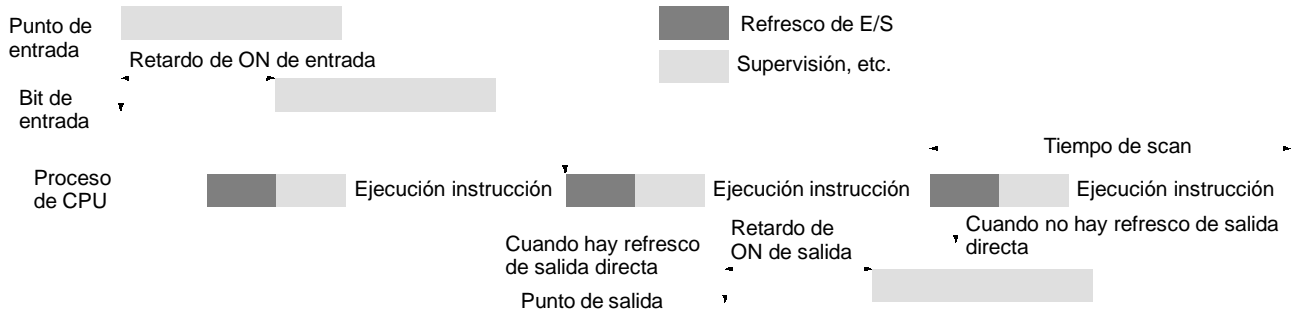 Punto de
entrada
Refresco de E/S
Retardo de ON de entrada
Supervisión, etc.
Bit de
entrada
Tiempo de scan
Proceso
de CPU
Ejecución instrucción
Ejecución instrucción
Ejecución instrucción
Cuando hay refresco
de salida directa
Retardo de
ON de salida
Cuando no hay refresco de salida
directa
Punto de salida